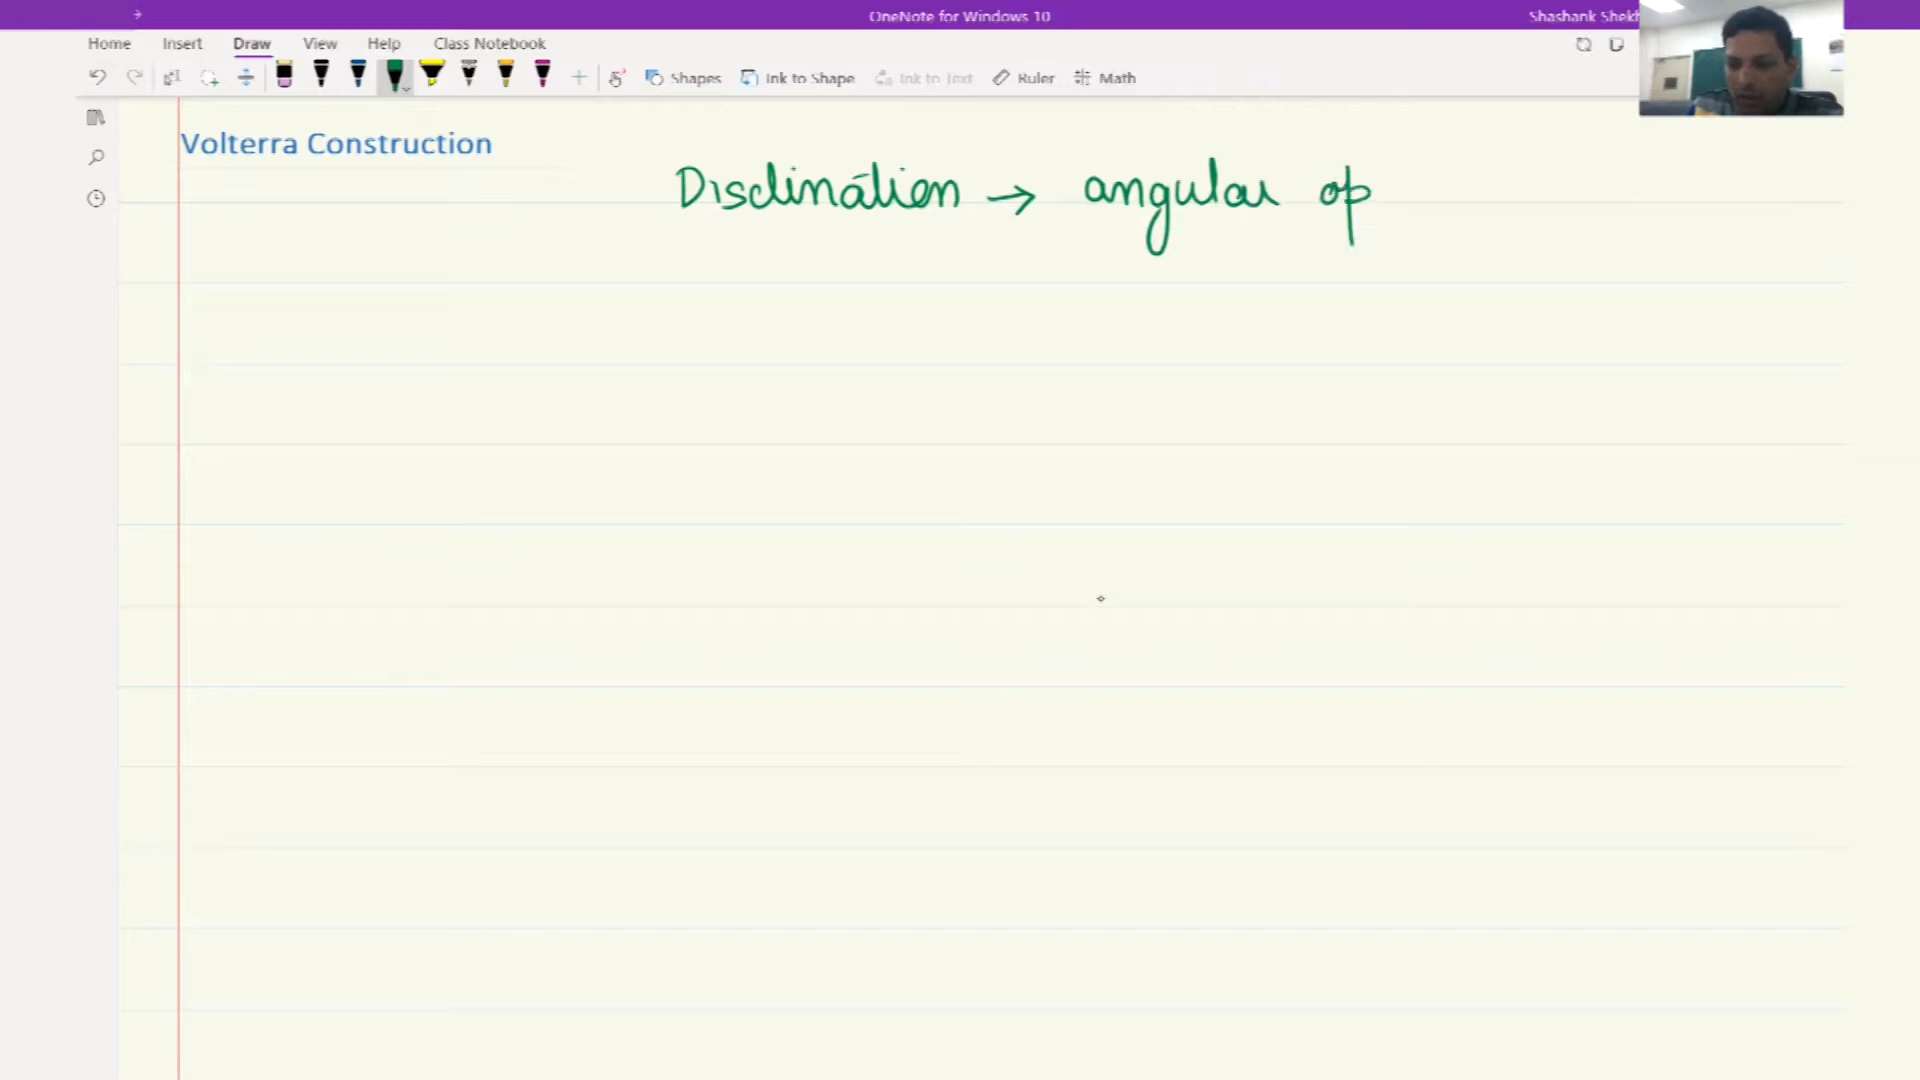 OneNote for Windows 10
Shashank Shekh
Home Insert Draw View Help Class Notebook
Shapes Ink to Shape Ink to Text Ruler Math
Volterra Construction
Disclination → angular op